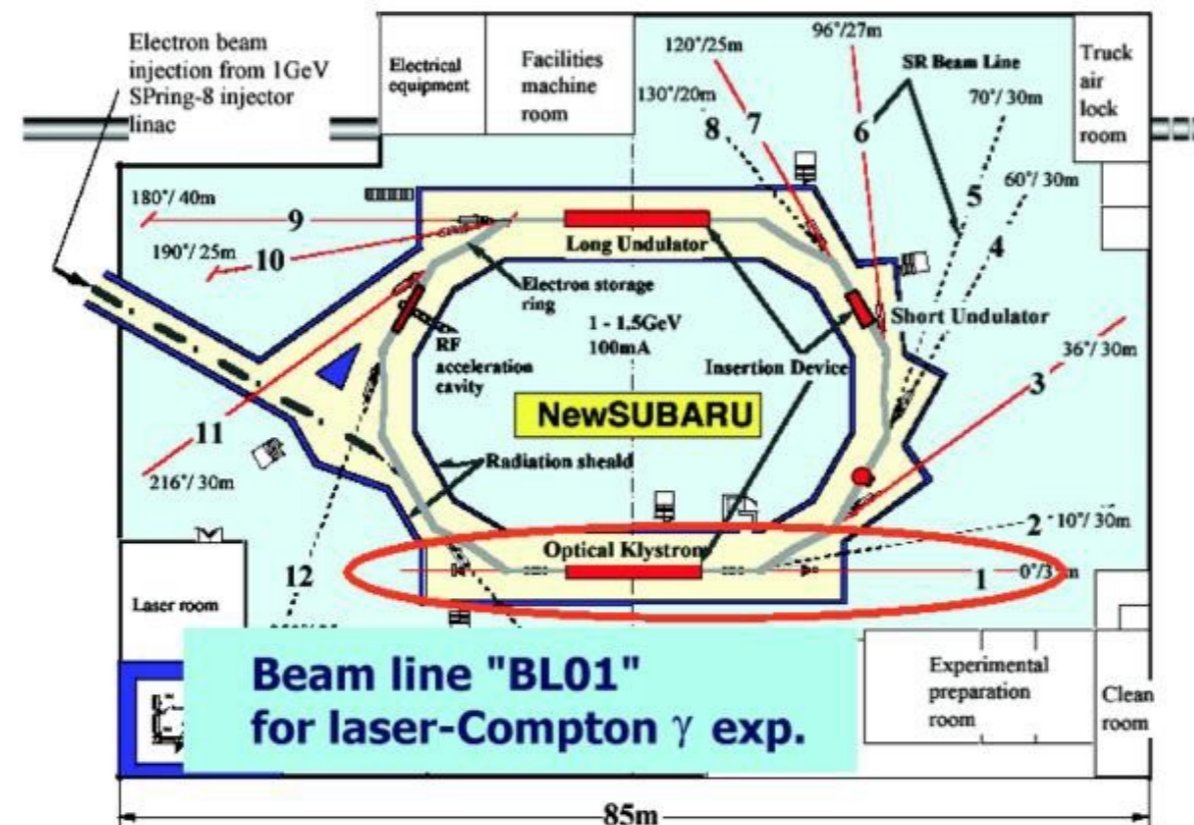 Electron beam
injection from 1GeV
SPring-8 injector
linac
Electrical
equipment
Facilities
machine
room
120°/25m
96°/27m
130°/20m
SR Beam Line
70°/ 30m
Truck
air
lock
room
8
7
6
5
60°/ 30m
4
180°/ 40m
9
190°/ 25m
10
Long Undulator
Electron storage
ring
1 - 1.5GeV
100mA
Short Undulator
RF
acceleration
cavity
Insertion Device
36°/ 30m
3
NewSUBARU
11
Radiation sheald
216°/ 30m
2
10°/ 30m
Optical Klystron
12
1
0°/3
Laser room
Beam line "BL01"
for laser-Compton γ exp.
Experimental
preparation
room
Clean
room
85m